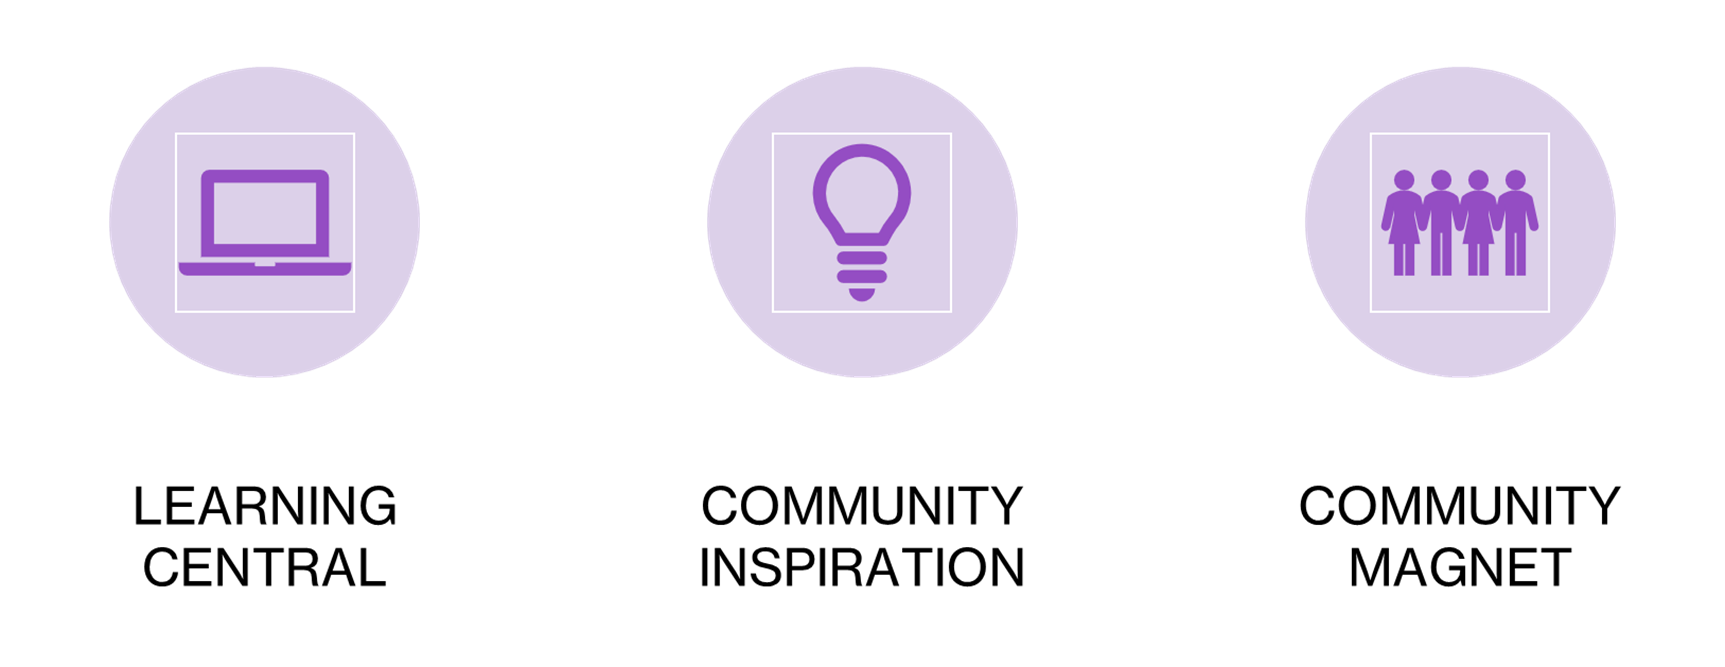 LEARNING
CENTRAL
COMMUNITY
INSPIRATION
COMMUNITY
MAGNET